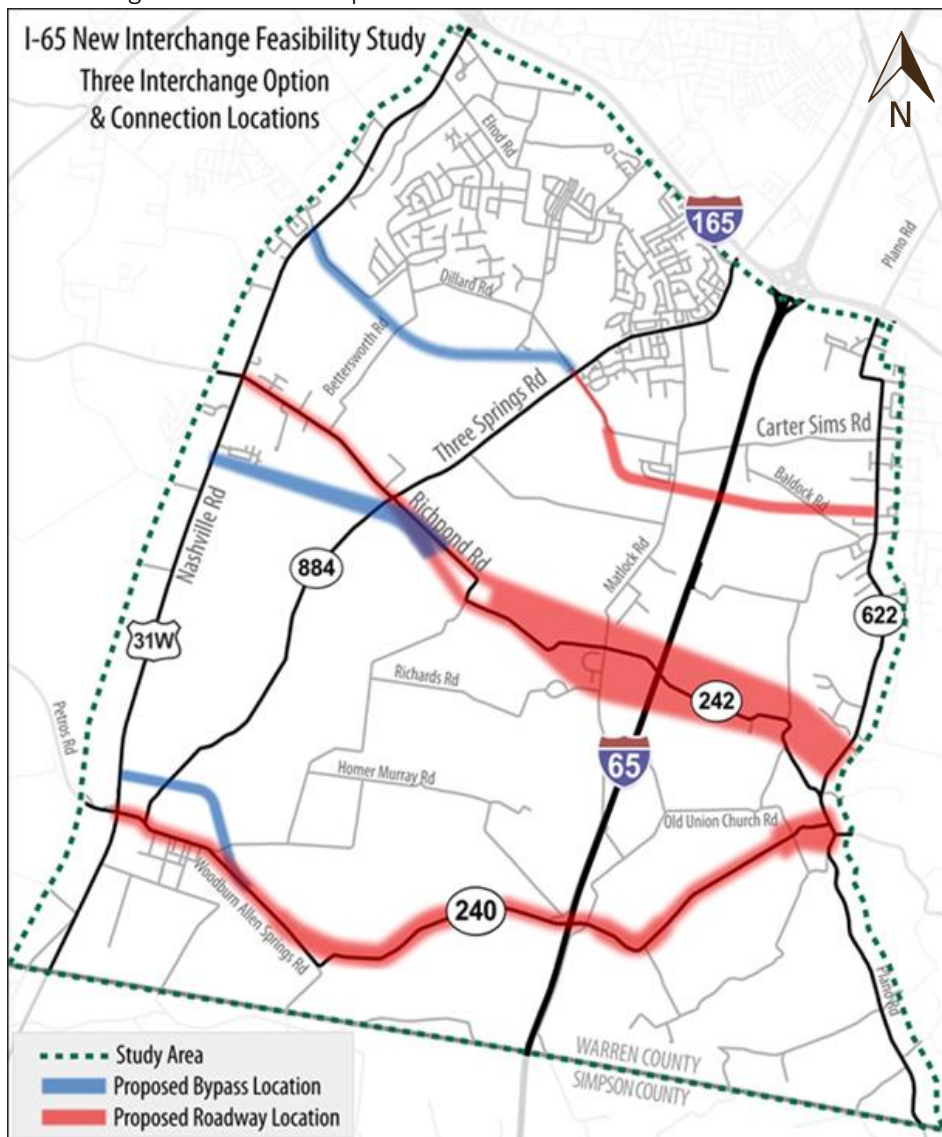 I-65 New Interchange Feasibility Study
Three Interchange Option
& Connection Locations
N
Elrod Rd
165
Plano Rd
Dillard Rd
Bettersworth Rd
Three Springs Rd
Carter Sims Rd
Baldock Rd
Nashville Rd
Richpond Rd
884
Matlock Rd
622
31W
Richards Rd
242
Petros Rd
65
Homer Murray Rd
Old Union Church Rd
Woodburn Allen Springs Rd
240
Plano Rd
WARREN COUNTY
SIMPSON COUNTY
Study Area
Proposed Bypass Location
Proposed Roadway Location